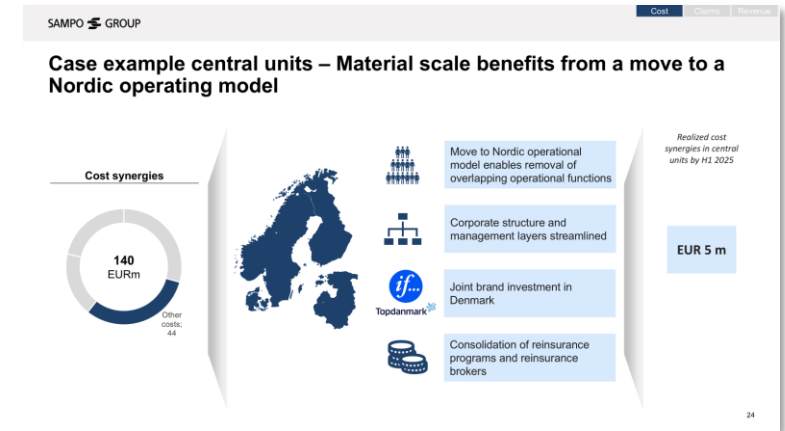 Cost Claims Revenue
SAMPO GROUP
Case example central units – Material scale benefits from a move to a
Nordic operating model
Cost synergies
140
EURm
Other
costs;
44
Move to Nordic operational
model enables removal of
overlapping operational functions
Corporate structure and
management layers streamlined
if...
Topdanmark
Joint brand investment in
Denmark
Consolidation of reinsurance
programs and reinsurance
brokers
Realized cost
synergies in central
units by H1 2025
EUR 5 m
24